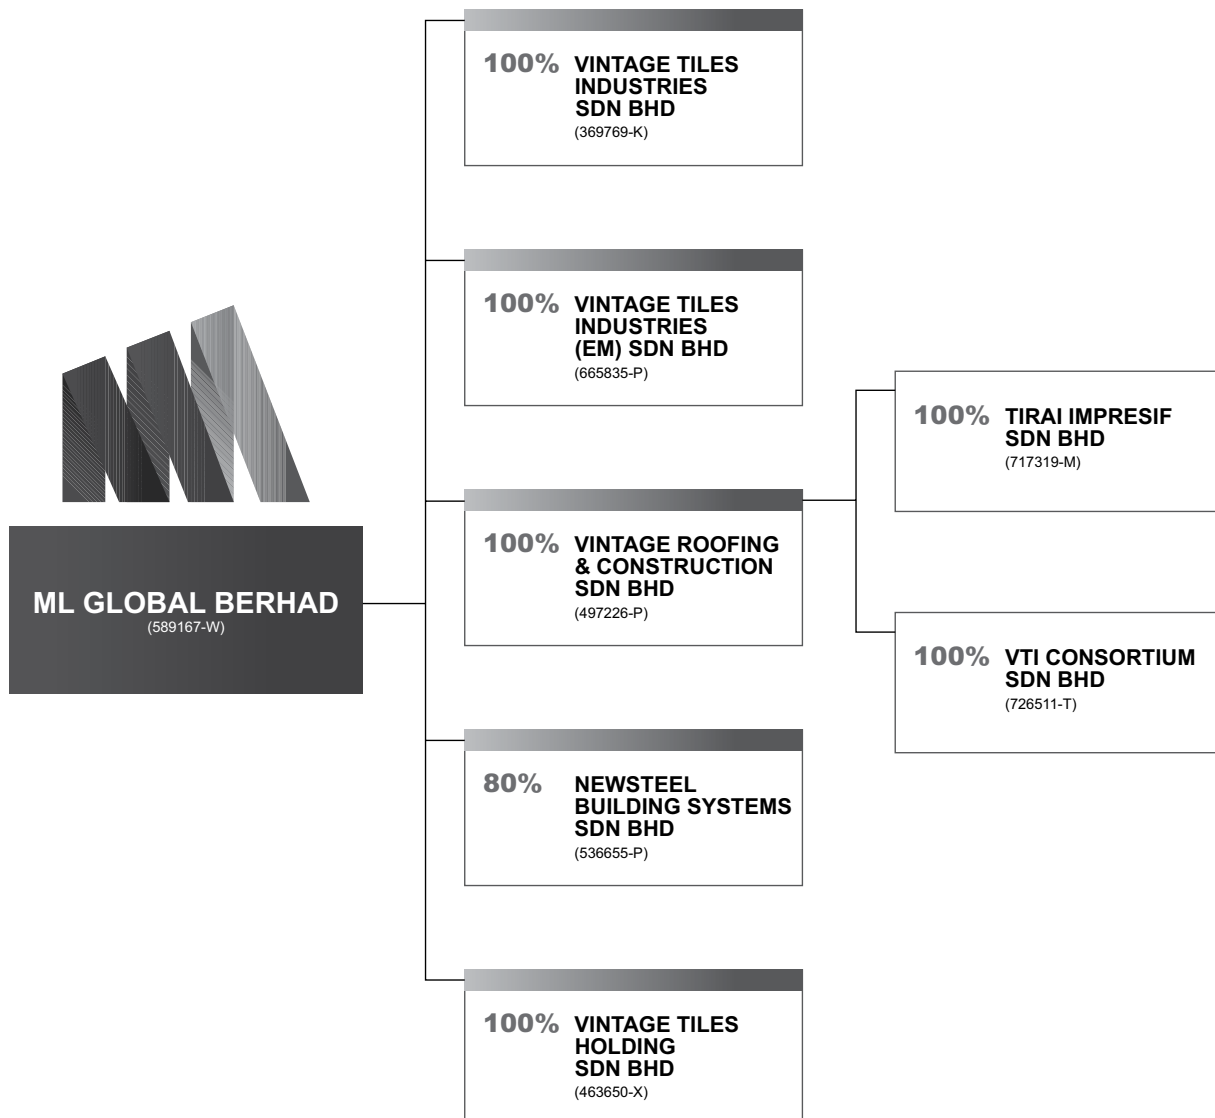 100% VINTAGE TILES
INDUSTRIES
SDN BHD
(369769-K)
100% VINTAGE TILES
INDUSTRIES
(EM) SDN BHD
(665835-P)
100% TIRAI IMPRESIF
SDN BHD
(717319-M)
ML GLOBAL BERHAD
(589167-W)
100% VINTAGE ROOFING
& CONSTRUCTION
SDN BHD
(497226-P)
100% VTI CONSORTIUM
SDN BHD
(726511-T)
80% NEWSTEEL
BUILDING SYSTEMS
SDN BHD
(536655-P)
100% VINTAGE TILES
HOLDING
SDN BHD
(463650-X)